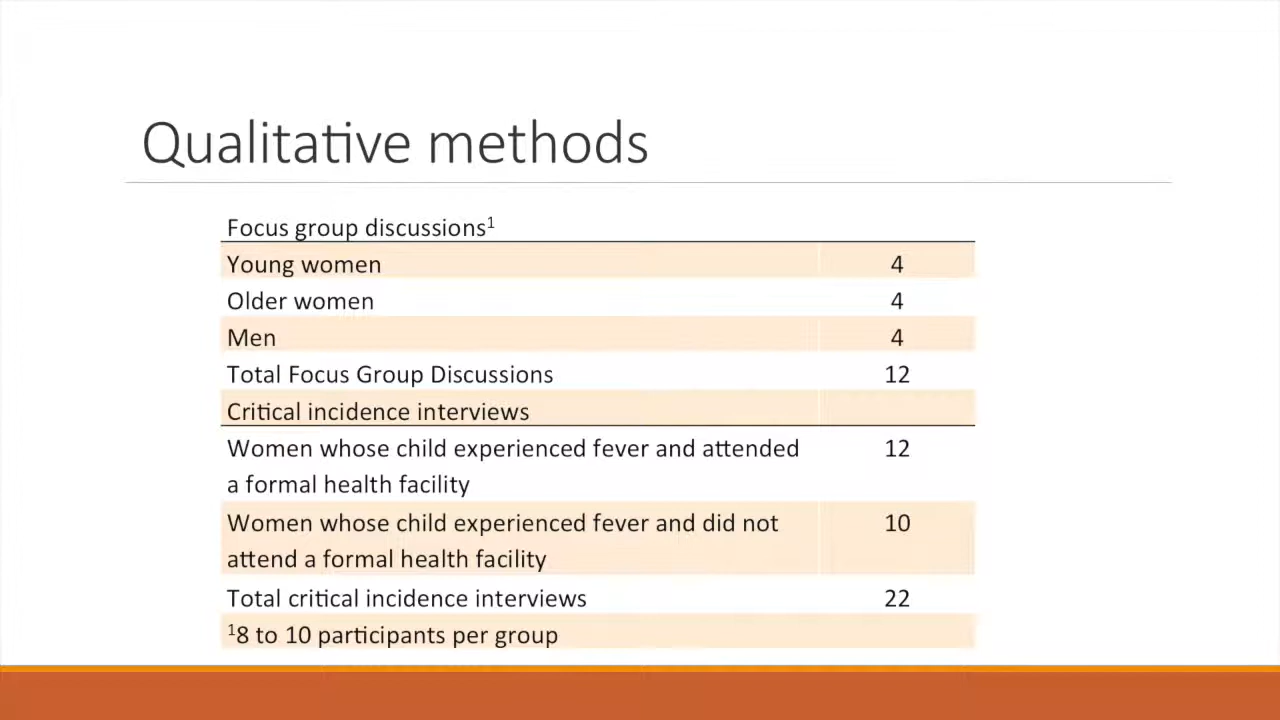 Qualitative methods
Focus group discussions¹
Young women 4
Older women 4
Men 4
Total Focus Group Discussions 12
Critical incidence interviews
Women whose child experienced fever and attended 12
a formal health facility
Women whose child experienced fever and did not 10
attend a formal health facility
Total critical incidence interviews 22
¹8 to 10 participants per group